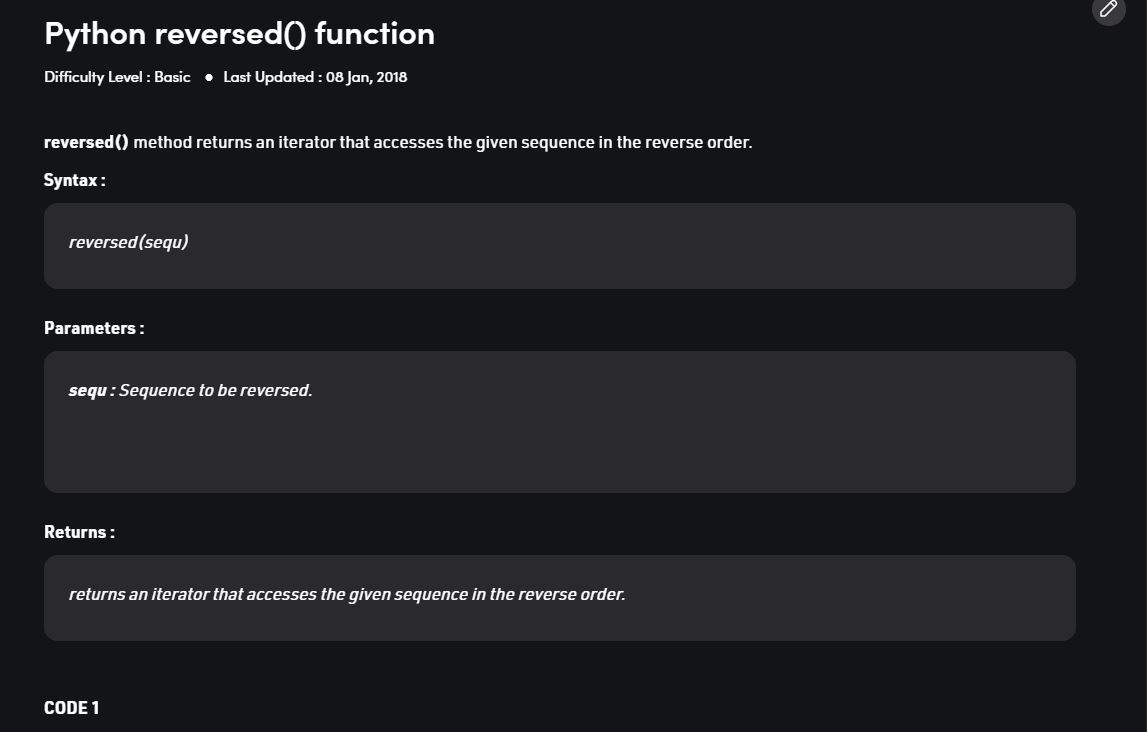 Python reversed() function
Difficulty Level : Basic ● Last Updated : 08 Jan, 2018
reversed() method returns an iterator that accesses the given sequence in the reverse order.
Syntax :
reversed(sequ)
Parameters :
sequ : Sequence to be reversed.
Returns :
returns an iterator that accesses the given sequence in the reverse order.
CODE 1